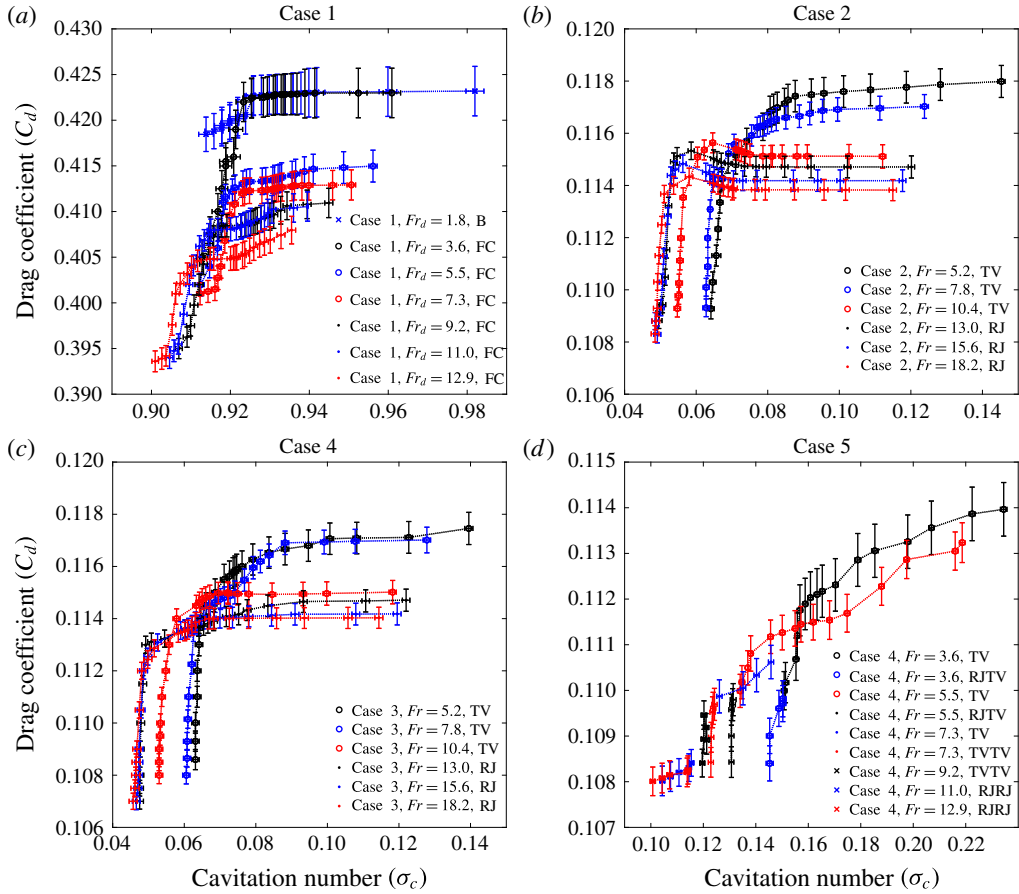 (a) Case 1
0.430
0.425
0.420
0.415
0.410
0.405
0.400
0.395
0.390
Drag coefficient (C_d)
0.90 0.92 0.94 0.96 0.98
Case 1, Fr_d = 1.8, B
Case 1, Fr_d = 3.6, FC
Case 1, Fr_d = 5.5, FC
Case 1, Fr_d = 7.3, FC
Case 1, Fr_d = 9.2, FC
Case 1, Fr_d = 11.0, FC
Case 1, Fr_d = 12.9, FC
(b) Case 2
0.120
0.118
0.116
0.114
0.112
0.110
0.108
0.106
0.04 0.06 0.08 0.10 0.12 0.14
Case 2, Fr = 5.2, TV
Case 2, Fr = 7.8, TV
Case 2, Fr = 10.4, TV
Case 2, Fr = 13.0, RJ
Case 2, Fr = 15.6, RJ
Case 2, Fr = 18.2, RJ
(c) Case 4
0.120
0.118
0.116
0.114
0.112
0.110
0.108
0.106
Drag coefficient (C_d)
0.04 0.06 0.08 0.10 0.12 0.14
Cavitation number (σ_c)
Case 3, Fr = 5.2, TV
Case 3, Fr = 7.8, TV
Case 3, Fr = 10.4, TV
Case 3, Fr = 13.0, RJ
Case 3, Fr = 15.6, RJ
Case 3, Fr = 18.2, RJ
(d) Case 5
0.115
0.114
0.113
0.112
0.111
0.110
0.109
0.108
0.107
0.10 0.12 0.14 0.16 0.18 0.20 0.22
Cavitation number (σ_c)
Case 4, Fr = 3.6, TV
Case 4, Fr = 3.6, RJTV
Case 4, Fr = 5.5, TV
Case 4, Fr = 5.5, RJTV
Case 4, Fr = 7.3, TV
Case 4, Fr = 7.3, TVTV
Case 4, Fr = 9.2, TVTV
Case 4, Fr = 11.0, RJRJ
Case 4, Fr = 12.9, RJRJ